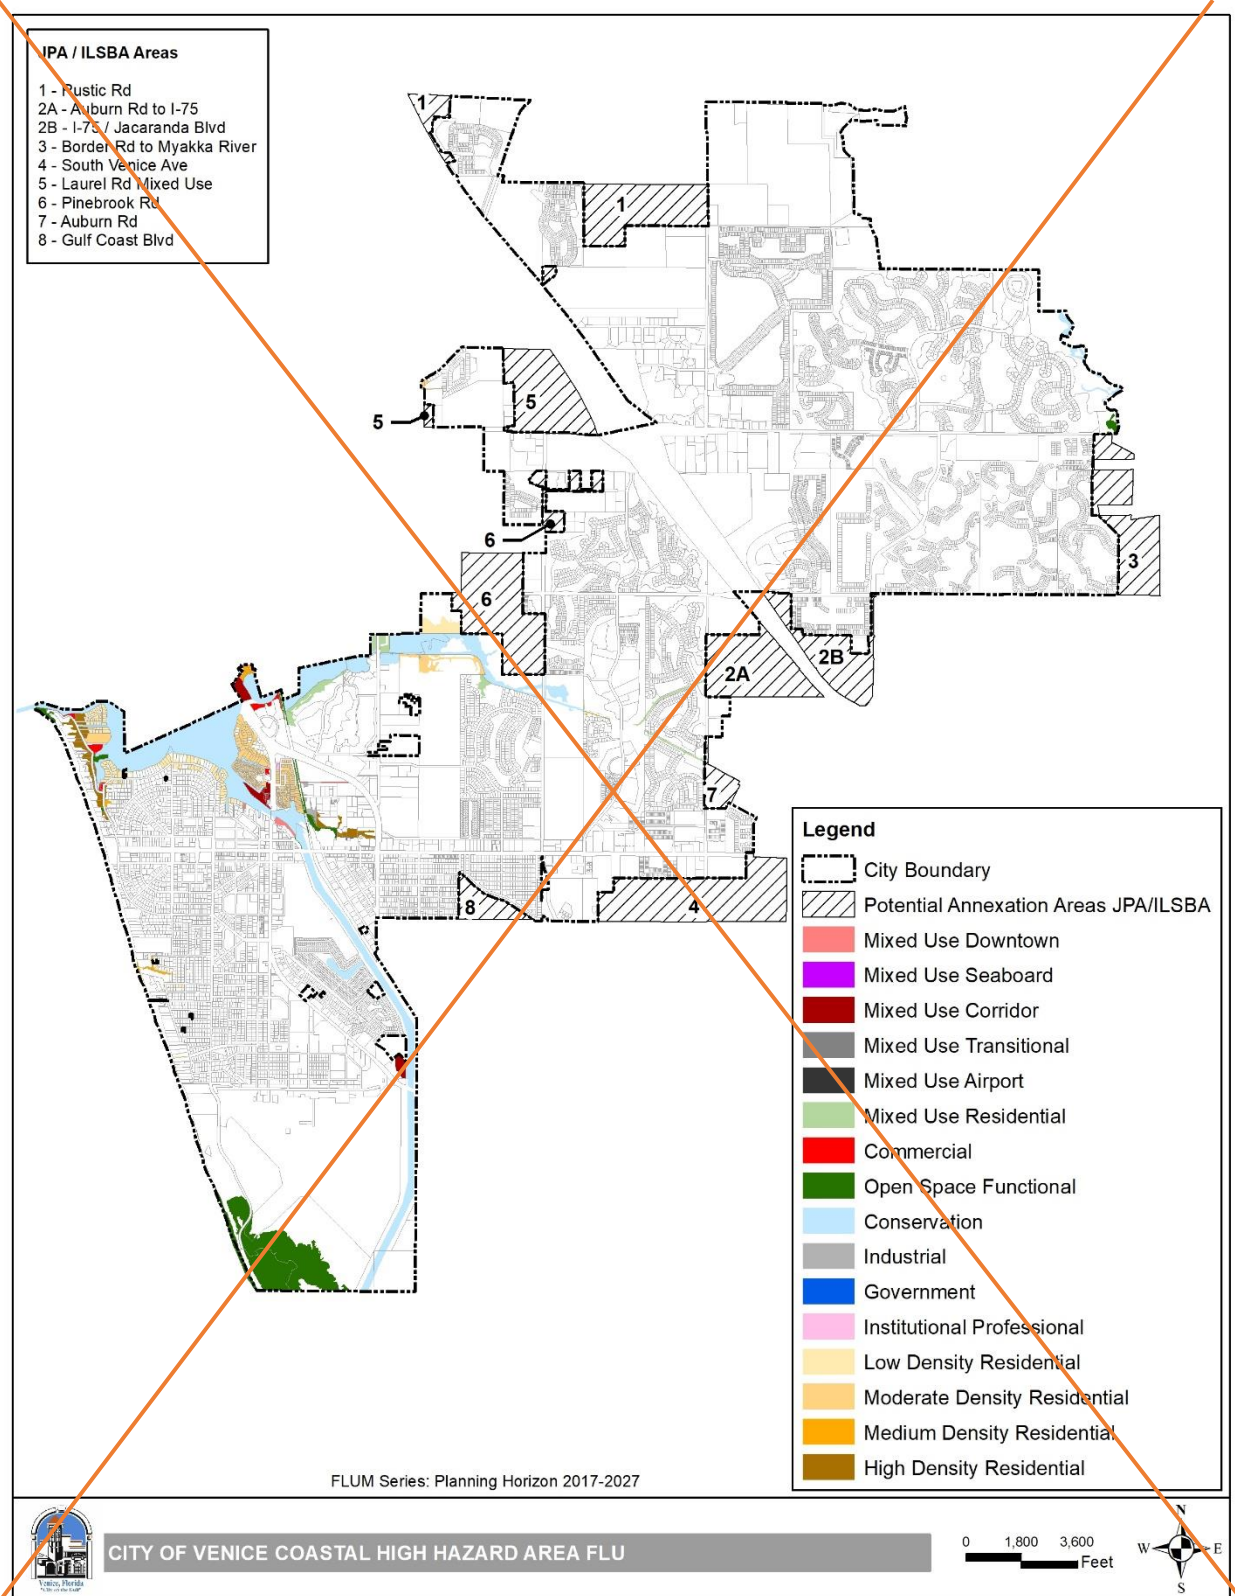 JPA / ILSBA Areas
1 - Rustic Rd
2A - Auburn Rd to I-75
2B - I-75 / Jacaranda Blvd
3 - Border Rd to Myakka River
4 - South Venice Ave
5 - Laurel Rd Mixed Use
6 - Pinebrook Rd
7 - Auburn Rd
8 - Gulf Coast Blvd
1
1
5
5
6
3
6
2B
2A
7
8
4
Legend
City Boundary
Potential Annexation Areas JPA/ILSBA
Mixed Use Downtown
Mixed Use Seaboard
Mixed Use Corridor
Mixed Use Transitional
Mixed Use Airport
Mixed Use Residential
Commercial
Open Space Functional
Conservation
Industrial
Government
Institutional Professional
Low Density Residential
Moderate Density Residential
Medium Density Residential
High Density Residential
FLUM Series: Planning Horizon 2017-2027
CITY OF VENICE COASTAL HIGH HAZARD AREA FLU
0 1,800 3,600
Feet
N
W E
S
Venice, Florida
"City on the Gulf"